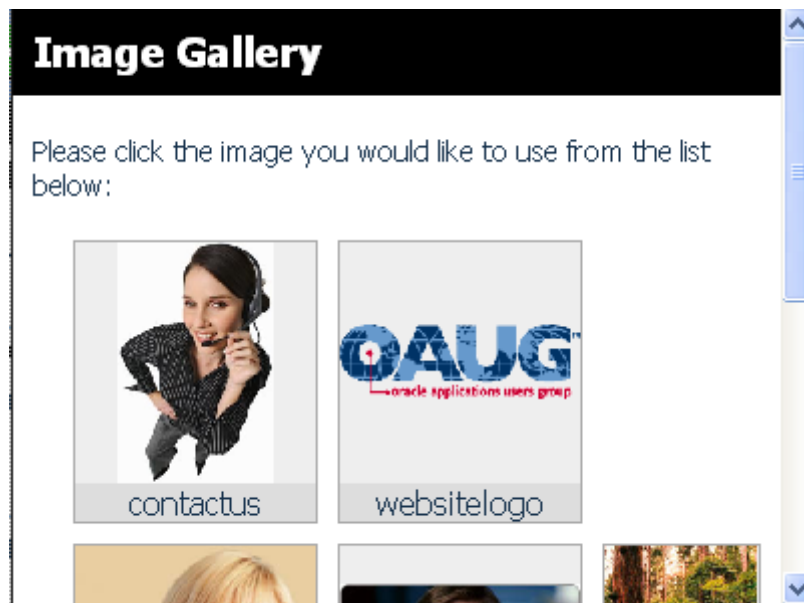 Image Gallery
Please click the image you would like to use from the list
below:
OAUG™
oracle applications users group
contactus
websitelogo